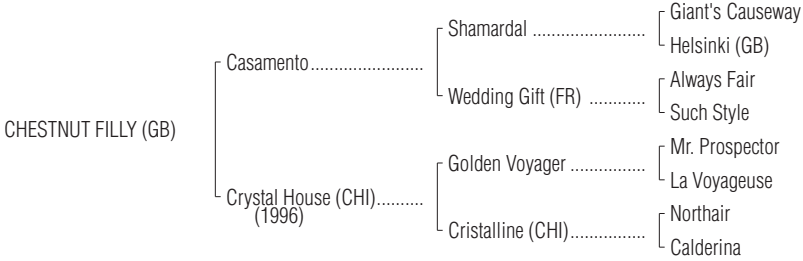 Giant's Causeway
Shamardal ........................
Helsinki (GB)
Casamento........................
Always Fair
Wedding Gift (FR) ............
Such Style
CHESTNUT FILLY (GB)
Mr. Prospector
Golden Voyager ................
La Voyageuse
Crystal House (CHI)..........
(1996)
Northair
Cristalline (CHI)................
Calderina